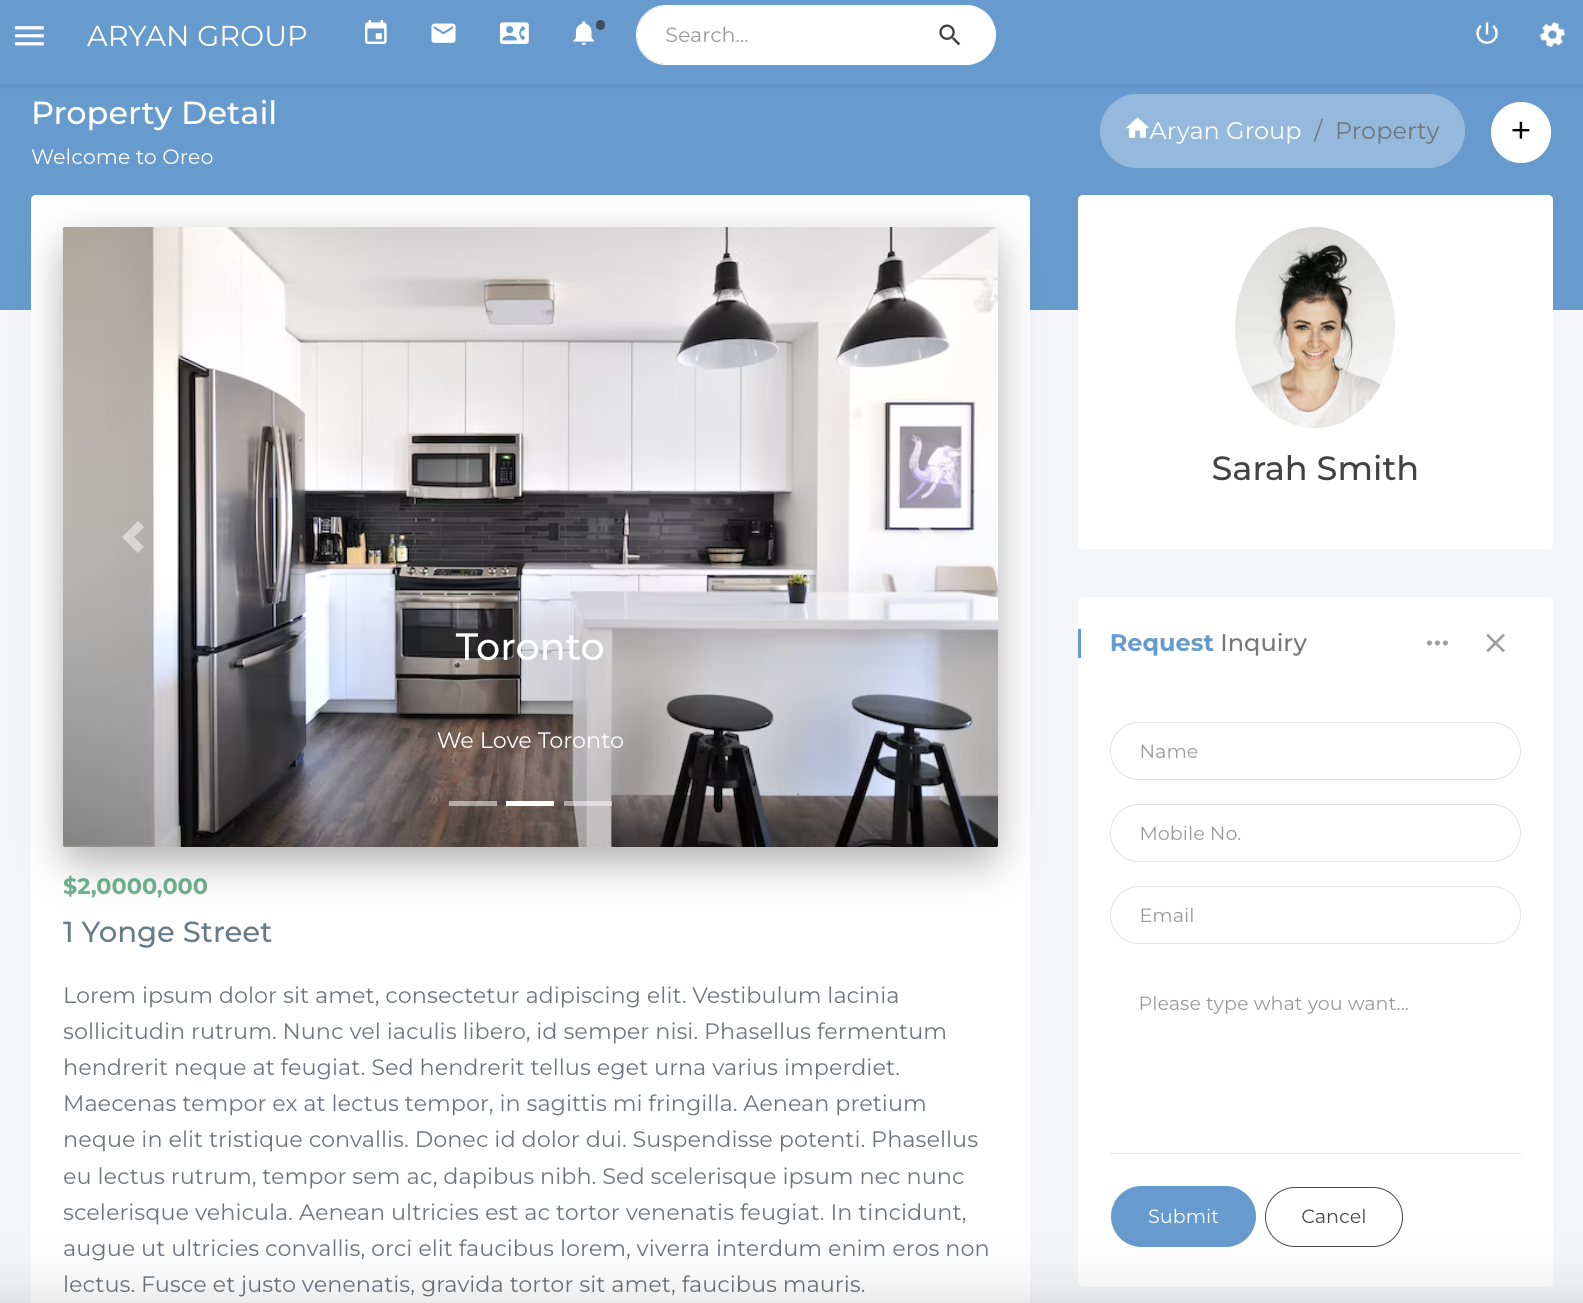 ARYAN GROUP
Search...
Property Detail
Welcome to Oreo
Aryan Group / Property
+
Toronto
We Love Toronto
$2,0000,000
1 Yonge Street
Lorem ipsum dolor sit amet, consectetur adipiscing elit. Vestibulum lacinia
sollicitudin rutrum. Nunc vel iaculis libero, id semper nisi. Phasellus fermentum
hendrerit neque at feugiat. Sed hendrerit tellus eget urna varius imperdiet.
Maecenas tempor ex at lectus tempor, in sagittis mi fringilla. Aenean pretium
neque in elit tristique convallis. Donec id dolor dui. Suspendisse potenti. Phasellus
eu lectus rutrum, tempor sem ac, dapibus nibh. Sed scelerisque ipsum nec nunc
scelerisque vehicula. Aenean ultricies est ac tortor venenatis feugiat. In tincidunt,
augue ut ultricies convallis, orci elit faucibus lorem, viverra interdum enim eros non
lectus. Fusce et justo venenatis, gravida tortor sit amet, faucibus mauris.
Sarah Smith
Request Inquiry
Name
Mobile No.
Email
Please type what you want...
Submit
Cancel